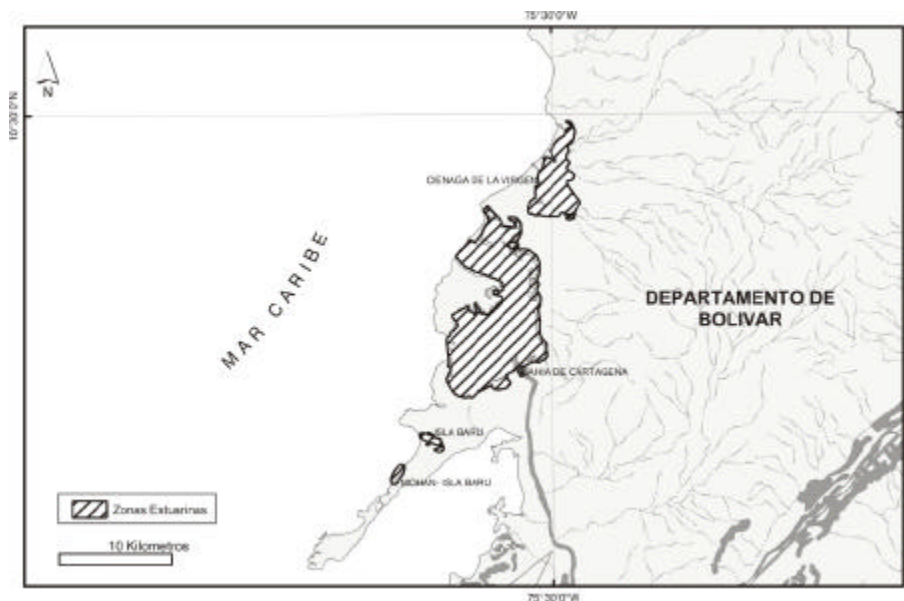 75°30'0"W
N
10°30'0"N
CIENAGA DE LA VIRGEN
MAR CARIBE
DEPARTAMENTO DE
BOLIVAR
BAHIA DE CARTAGENA
ISLA BARU
MOHAN- ISLA BARU
Zonas Estuarinas
10 Kilometros
75°30'0"W